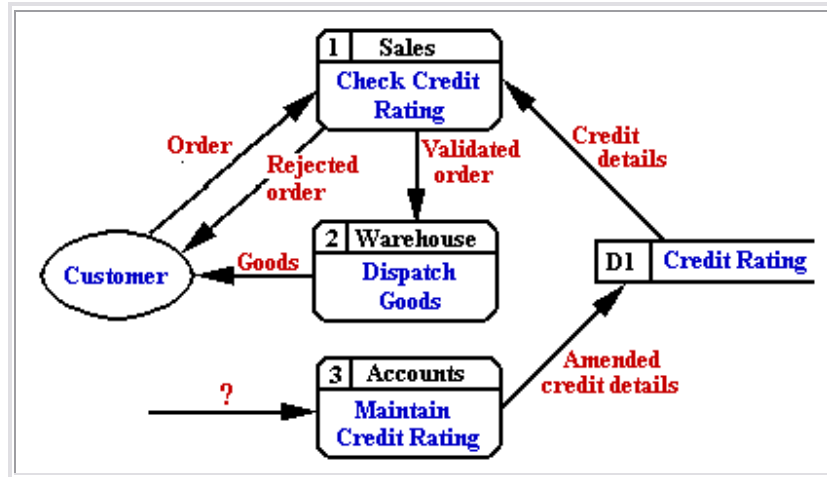 1 Sales
Check Credit
Rating
Order
Rejected
order
Validated
order
Credit
details
Customer
Goods
2 Warehouse
Dispatch
Goods
D1 Credit Rating
?
3 Accounts
Maintain
Credit Rating
Amended
credit details